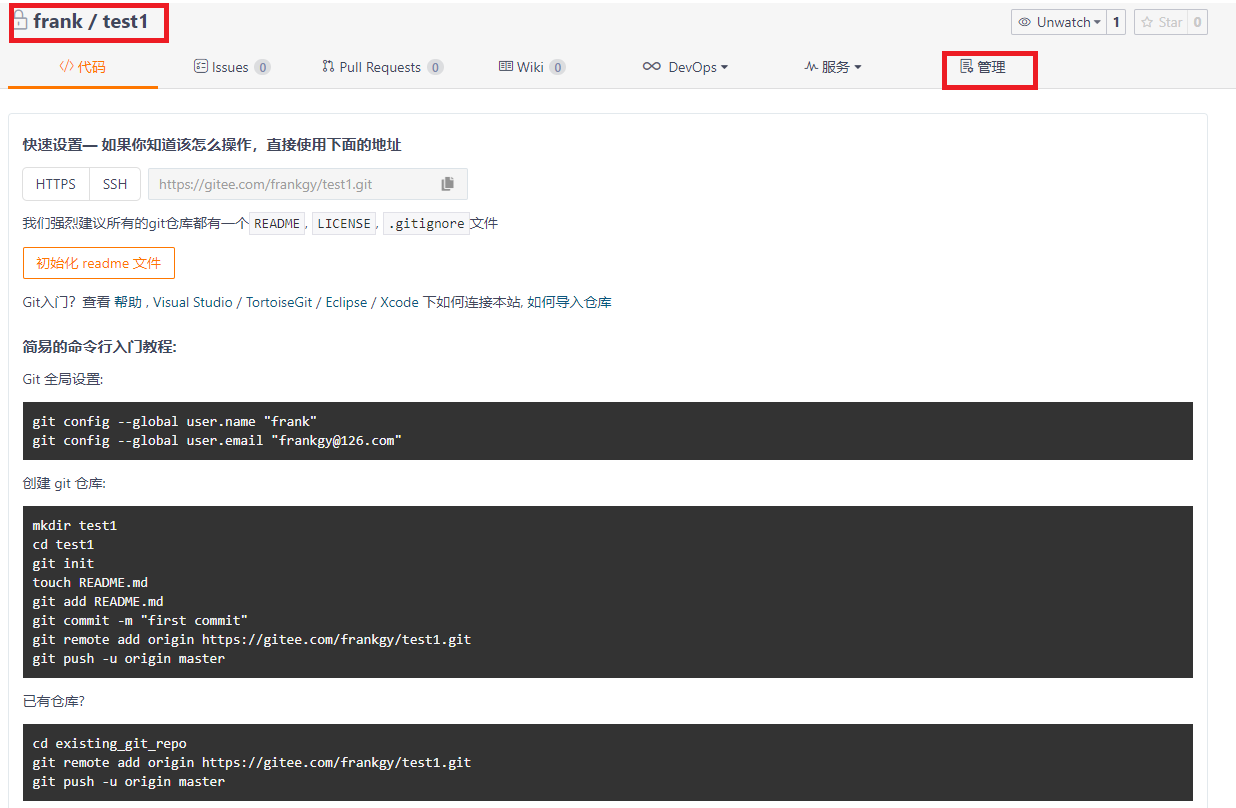 frank / test1
Unwatch 1 Star 0
代码 Issues 0 Pull Requests 0 Wiki 0 DevOps 服务 管理
快速设置— 如果你知道该怎么操作，直接使用下面的地址
HTTPS SSH https://gitee.com/frankgy/test1.git
我们强烈建议所有的git仓库都有一个 README, LICENSE, .gitignore 文件
初始化 readme 文件
Git入门？查看 帮助 , Visual Studio / TortoiseGit / Eclipse / Xcode 下如何连接本站, 如何导入仓库
简易的命令行入门教程:
Git 全局设置:
git config --global user.name "frank"
git config --global user.email "frankgy@126.com"
创建 git 仓库:
mkdir test1
cd test1
git init
touch README.md
git add README.md
git commit -m "first commit"
git remote add origin https://gitee.com/frankgy/test1.git
git push -u origin master
已有仓库?
cd existing_git_repo
git remote add origin https://gitee.com/frankgy/test1.git
git push -u origin master